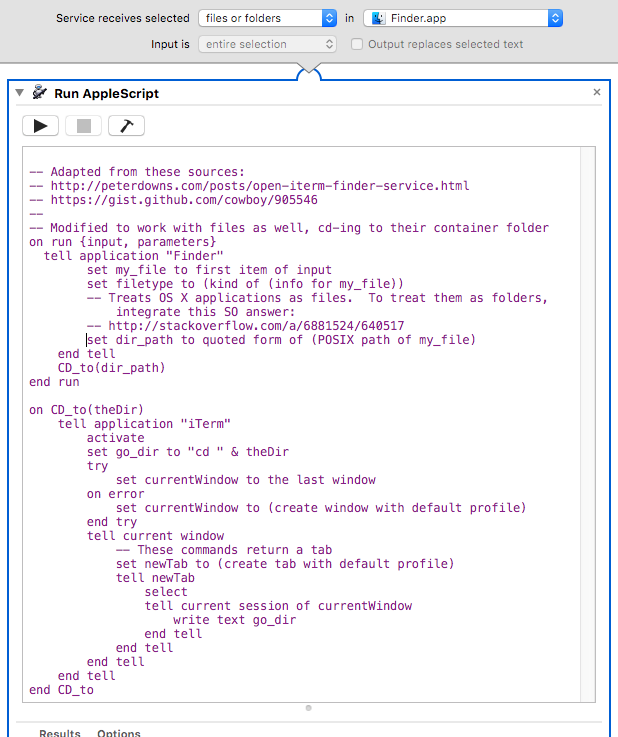 Service receives selected files or folders in Finder.app
Input is entire selection Output replaces selected text
Run AppleScript
-- Adapted from these sources:
-- http://peterdowns.com/posts/open-iterm-finder-service.html
-- https://gist.github.com/cowboy/905546
--
-- Modified to work with files as well, cd-ing to their container folder
on run {input, parameters}
tell application "Finder"
set my_file to first item of input
set filetype to (kind of (info for my_file))
-- Treats OS X applications as files.  To treat them as folders,
integrate this SO answer:
-- http://stackoverflow.com/a/6881524/640517
set dir_path to quoted form of (POSIX path of my_file)
end tell
CD_to(dir_path)
end run
on CD_to(theDir)
tell application "iTerm"
activate
set go_dir to "cd " & theDir
try
set currentWindow to the last window
on error
set currentWindow to (create window with default profile)
end try
tell current window
-- These commands return a tab
set newTab to (create tab with default profile)
tell newTab
select
tell current session of currentWindow
write text go_dir
end tell
end tell
end tell
end tell
end CD_to
Results Options